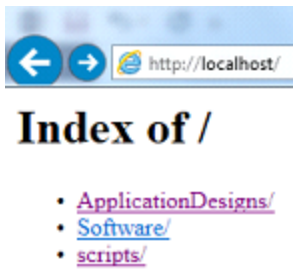 http://localhost/
Index of /
• ApplicationDesigns/
• Software/
• scripts/